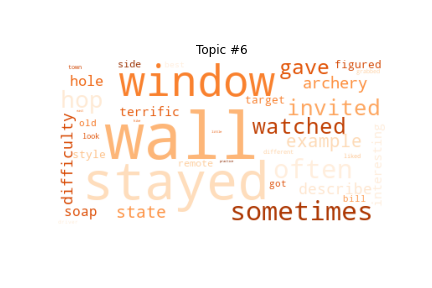 Topic #6
town
side
window
gave
figured
hole
archery
hop
terrific
target
invited
wall
watched
old
look
example
difficulty
style
stayed
remote
often
interesting
liked
got
describe
soap
state
sometimes
bill